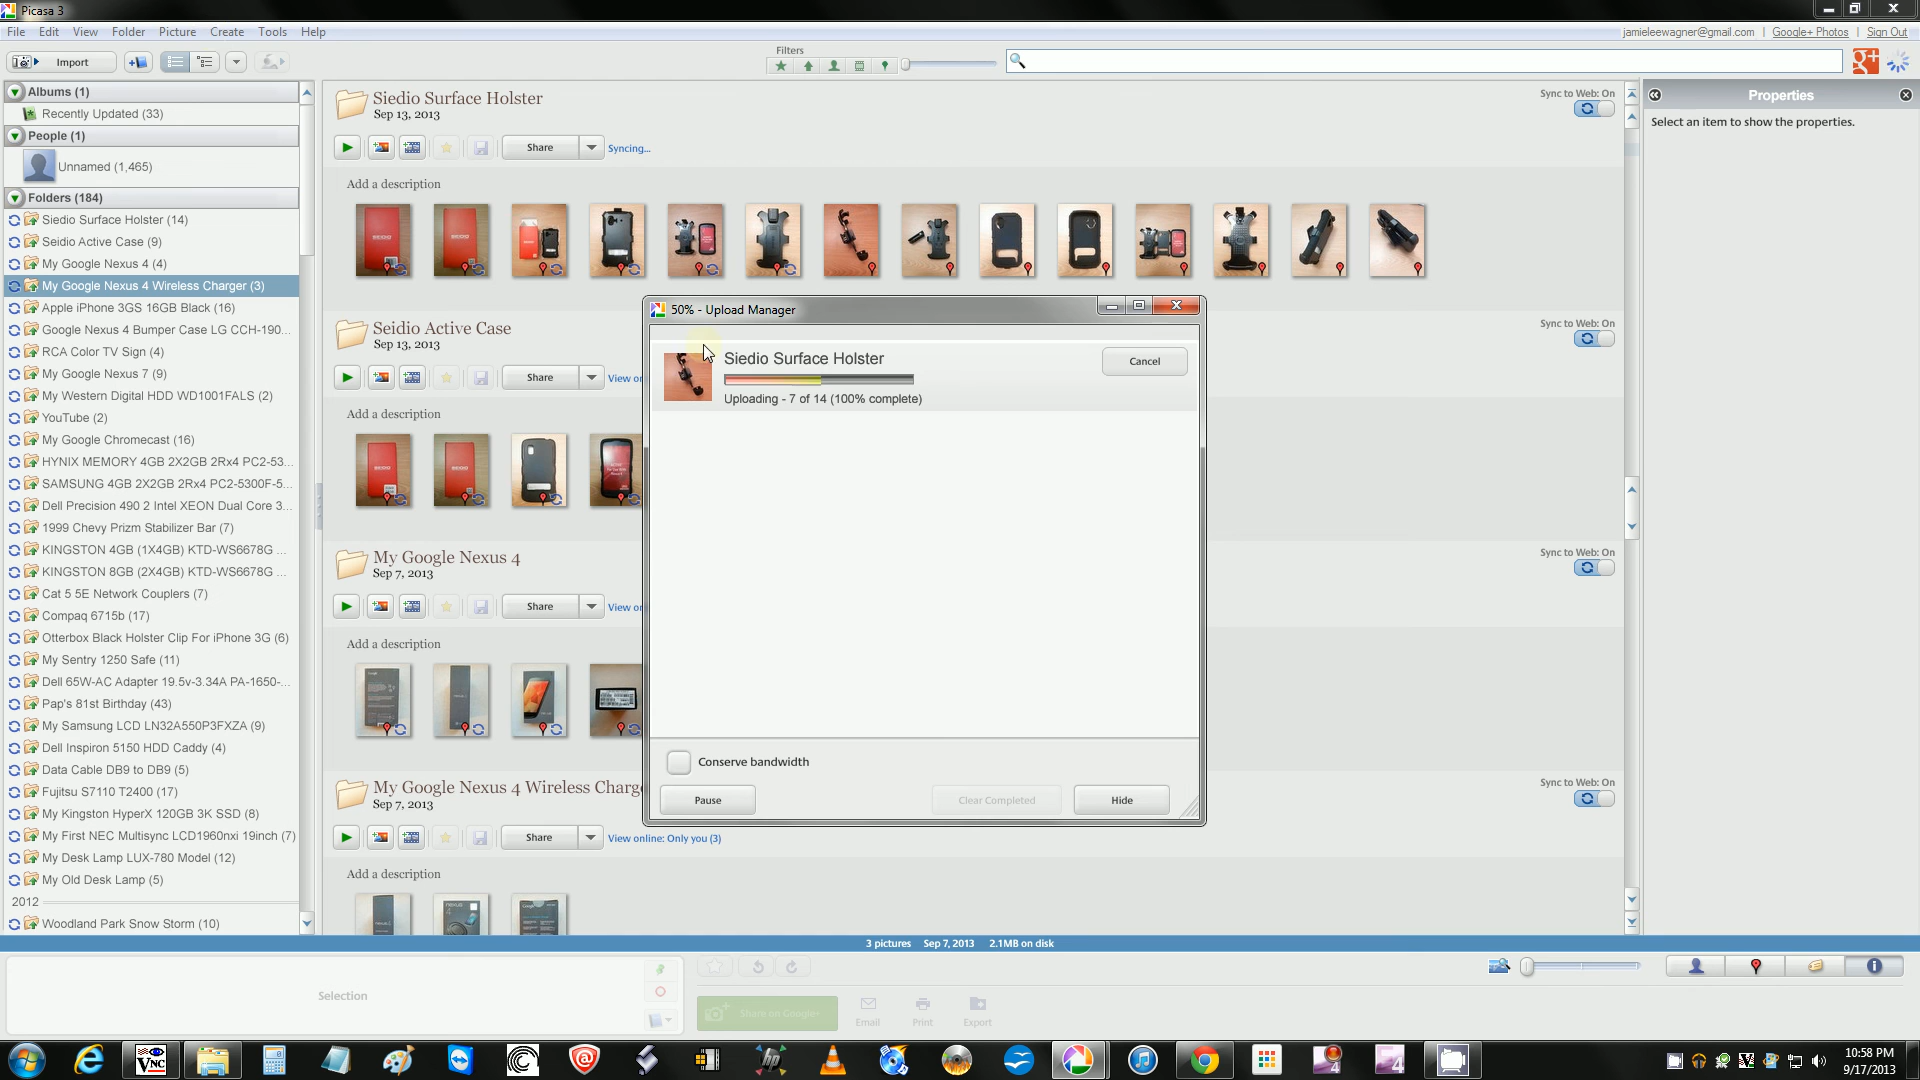 Picasa 3
File Edit View Folder Picture Create Tools Help
jamieleewagner@gmail.com | Google+ Photos | Sign Out
Import
Filters
Albums (1)
Recently Updated (33)
People (1)
Unnamed (1,465)
Folders (184)
Siedio Surface Holster (14)
Seidio Active Case (9)
My Google Nexus 4 (4)
My Google Nexus 4 Wireless Charger (3)
Apple iPhone 3GS 16GB Black (16)
Google Nexus 4 Bumper Case LG CCH-190...
RCA Color TV Sign (4)
My Google Nexus 7 (9)
My Western Digital HDD WD1001FALS (2)
YouTube (2)
My Google Chromecast (16)
HYNIX MEMORY 4GB 2X2GB 2Rx4 PC2-53...
SAMSUNG 4GB 2X2GB 2Rx4 PC2-5300F-5...
Dell Precision 490 2 Intel XEON Dual Core 3...
1999 Chevy Prizm Stabilizer Bar (7)
KINGSTON 4GB (1X4GB) KTD-WS6678G ...
KINGSTON 8GB (2X4GB) KTD-WS6678G ...
Cat 5 5E Network Couplers (7)
Compaq 6715b (17)
Otterbox Black Holster Clip For iPhone 3G (6)
My Sentry 1250 Safe (11)
Dell 65W-AC Adapter 19.5v-3.34A PA-1650-...
Pap's 81st Birthday (43)
My Samsung LCD LN32A550P3FXZA (9)
Dell Inspiron 5150 HDD Caddy (4)
Data Cable DB9 to DB9 (5)
Fujitsu S7110 T2400 (17)
My Kingston HyperX 120GB 3K SSD (8)
My First NEC Multisync LCD1960nxi 19inch (7)
My Desk Lamp LUX-780 Model (12)
My Old Desk Lamp (5)
2012
Woodland Park Snow Storm (10)
Siedio Surface Holster
Sep 13, 2013
Sync to Web: On
Share
Syncing...
Add a description
Seidio Active Case
Sep 13, 2013
Sync to Web: On
Share
View on
Add a description
My Google Nexus 4
Sep 7, 2013
Sync to Web: On
Share
View on
Add a description
My Google Nexus 4 Wireless Charge
Sep 7, 2013
Sync to Web: On
Share
View online: Only you (3)
Add a description
50% - Upload Manager
Siedio Surface Holster
Cancel
Uploading - 7 of 14 (100% complete)
Conserve bandwidth
Pause
Clear Completed
Hide
Properties
Select an item to show the properties.
3 pictures Sep 7, 2013 2.1MB on disk
Selection
Share on Google+
Email
Print
Export
VNC
10:58 PM
9/17/2013